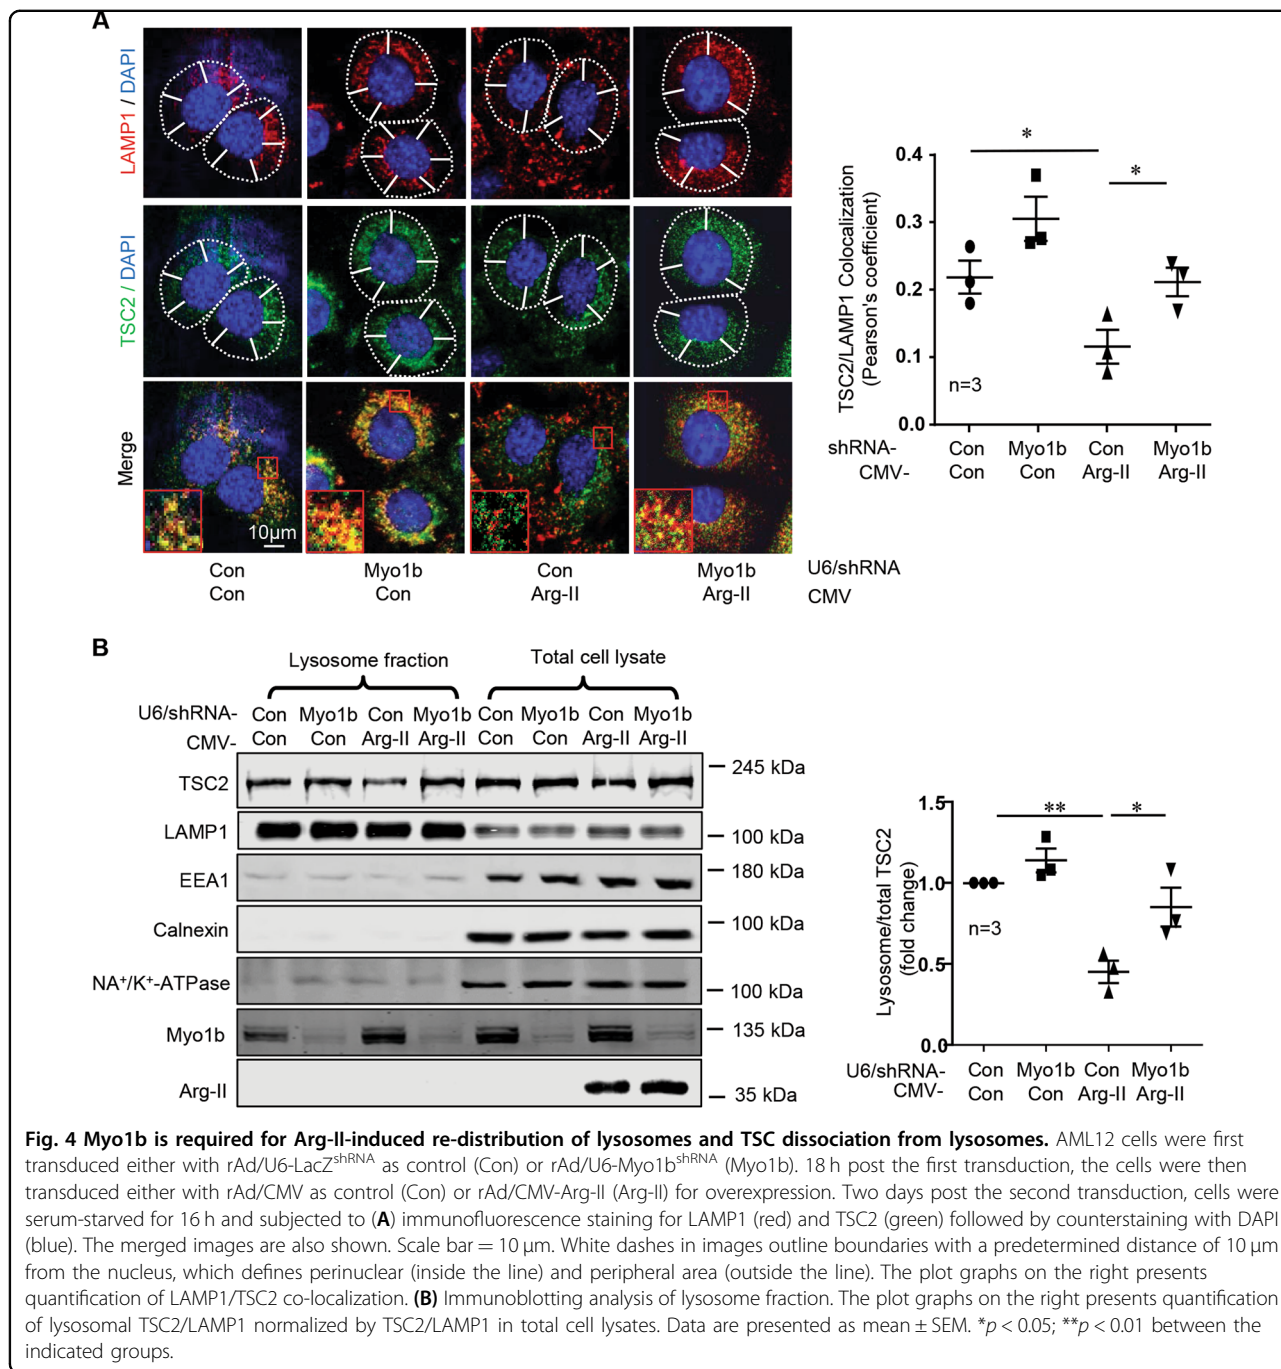 A
LAMP1 / DAPI
TSC2 / DAPI
Merge
10µm
Con Myo1b Con Myo1b U6/shRNA
Con Con Arg-II Arg-II CMV
TSC2/LAMP1 Colocalization
(Pearson's coefficient)
0.4
0.3
0.2
0.1
0.0
*
*
n=3
shRNA- Con Myo1b Con Myo1b
CMV- Con Con Arg-II Arg-II
B
Lysosome fraction Total cell lysate
U6/shRNA- Con Myo1b Con Myo1b Con Myo1b Con Myo1b
CMV- Con Con Arg-II Arg-II Con Con Arg-II Arg-II
TSC2 245 kDa
LAMP1 100 kDa
EEA1 180 kDa
Calnexin 100 kDa
NA⁺/K⁺-ATPase 100 kDa
Myo1b 135 kDa
Arg-II 35 kDa
Lysosome/total TSC2
(fold change)
1.5
1.0
0.5
0.0
**
*
n=3
U6/shRNA- Con Myo1b Con Myo1b
CMV- Con Con Arg-II Arg-II
Fig. 4 Myo1b is required for Arg-II-induced re-distribution of lysosomes and TSC dissociation from lysosomes. AML12 cells were first
transduced either with rAd/U6-LacZshRNA as control (Con) or rAd/U6-Myo1bshRNA (Myo1b). 18 h post the first transduction, the cells were then
transduced either with rAd/CMV as control (Con) or rAd/CMV-Arg-II (Arg-II) for overexpression. Two days post the second transduction, cells were
serum-starved for 16 h and subjected to (A) immunofluorescence staining for LAMP1 (red) and TSC2 (green) followed by counterstaining with DAPI
(blue). The merged images are also shown. Scale bar = 10 µm. White dashes in images outline boundaries with a predetermined distance of 10 µm
from the nucleus, which defines perinuclear (inside the line) and peripheral area (outside the line). The plot graphs on the right presents
quantification of LAMP1/TSC2 co-localization. (B) Immunoblotting analysis of lysosome fraction. The plot graphs on the right presents quantification
of lysosomal TSC2/LAMP1 normalized by TSC2/LAMP1 in total cell lysates. Data are presented as mean ± SEM. *p < 0.05; **p < 0.01 between the
indicated groups.